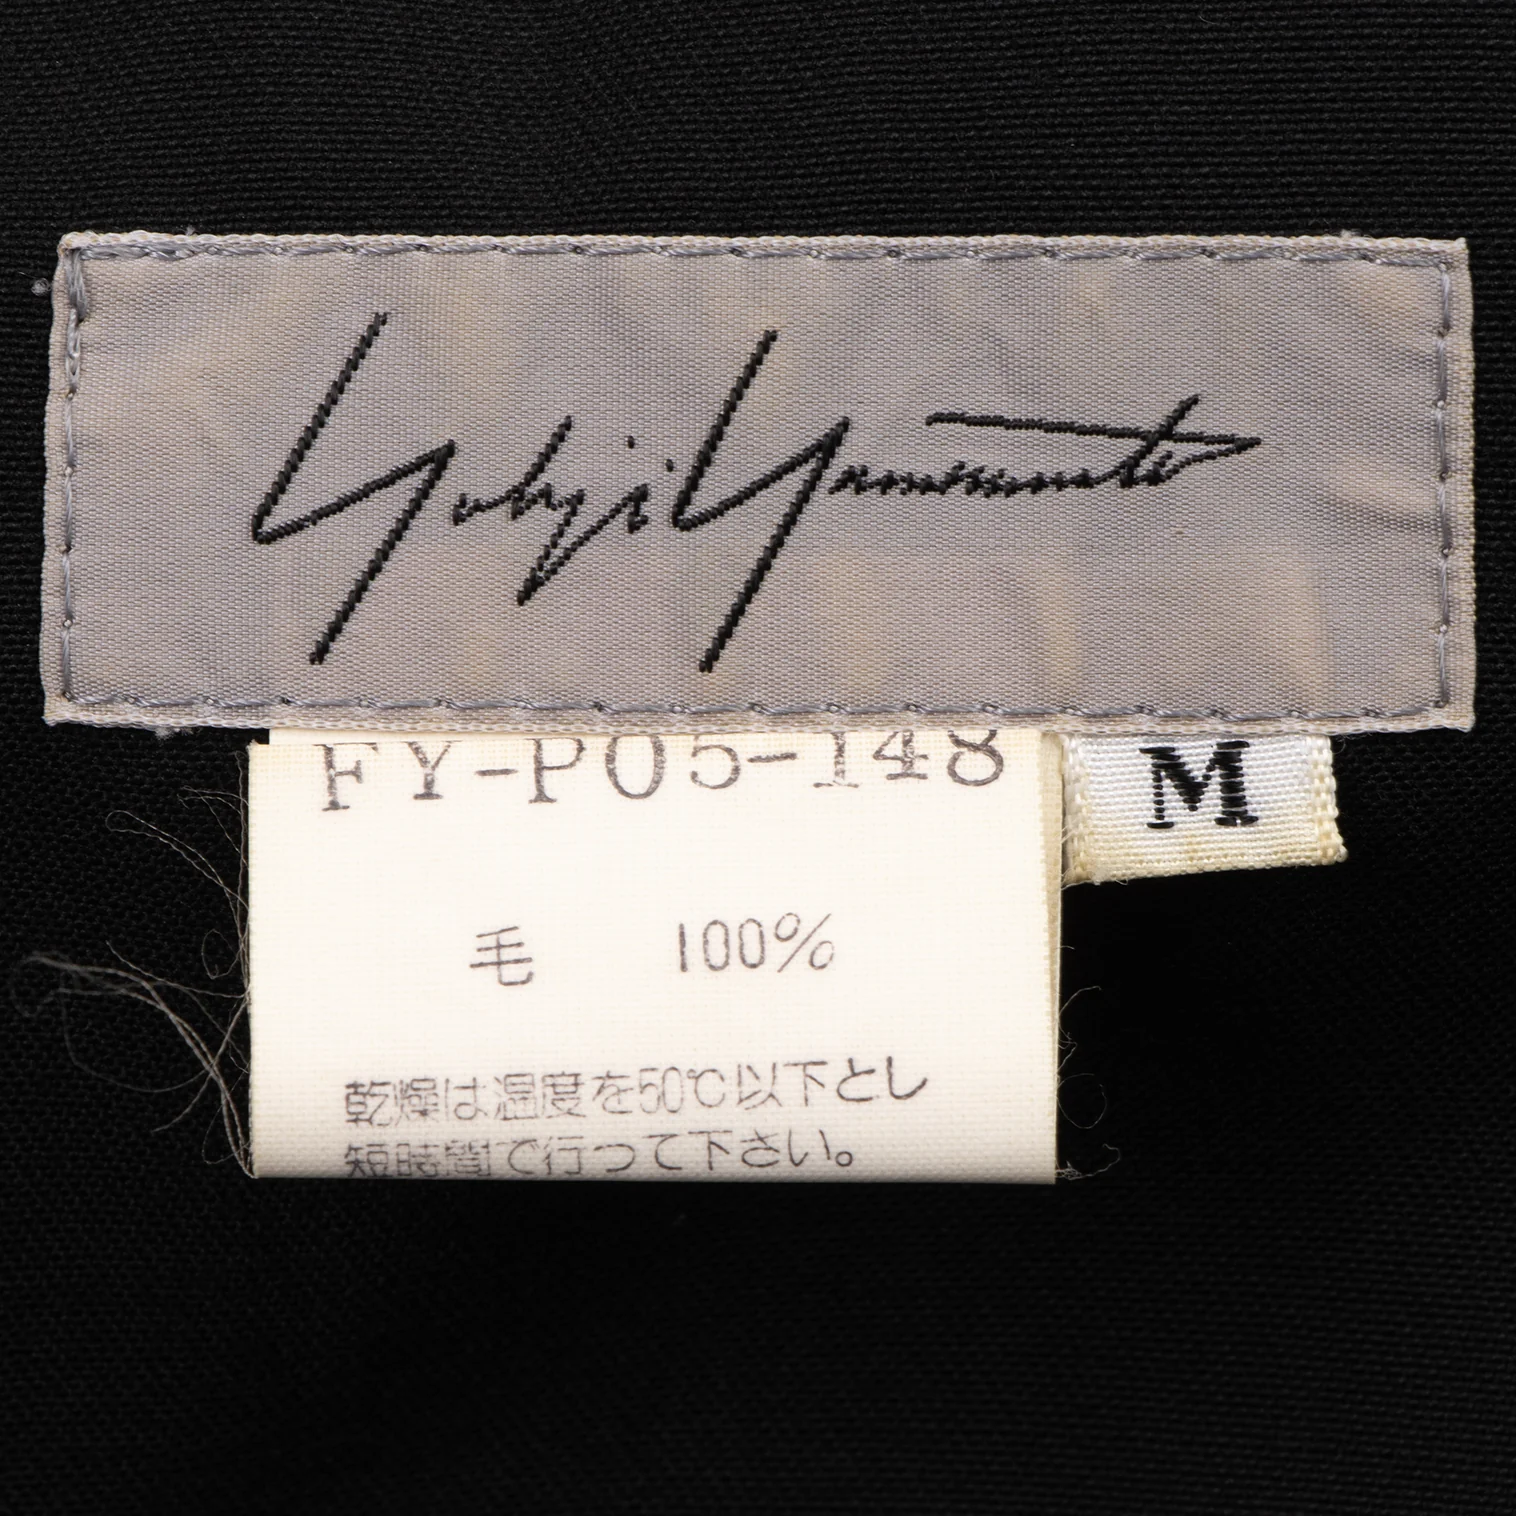 Yohji Yamamoto
FY-P05-148
M
毛 100%
乾燥は温度を50℃以下とし
短時間で行って下さい。